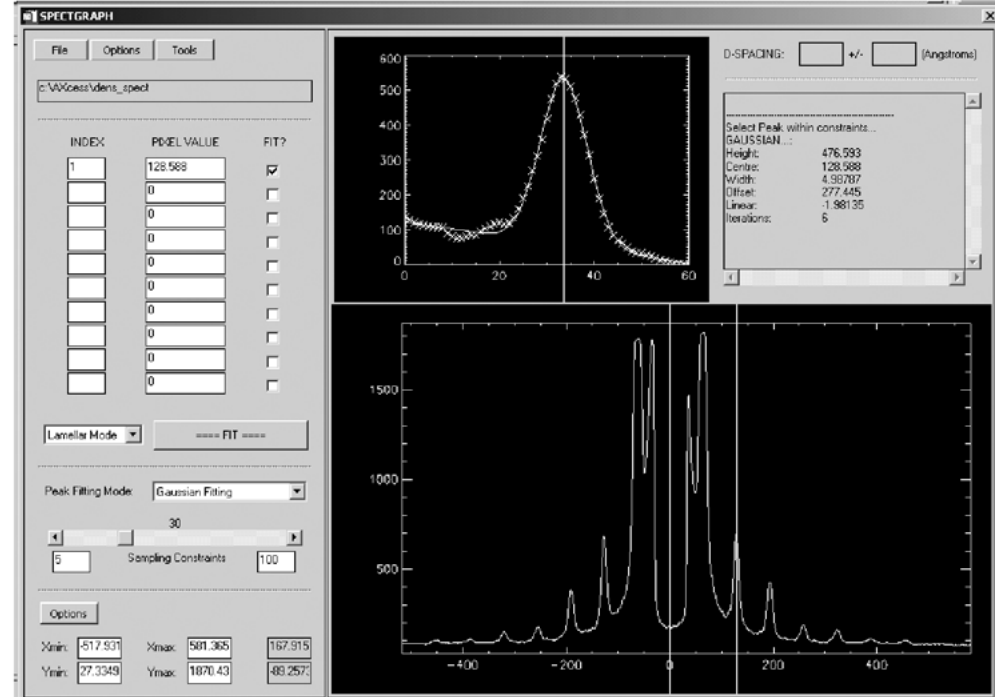 SPECTGRAPH
File Options Tools
c:\AXcess\dens_spect
INDEX PIXEL VALUE FIT?
1 128.588
0
0
0
0
0
0
0
0
0
Lamellar Mode ==== FIT ====
Peak Fitting Mode: Gaussian Fitting
30
5 Sampling Constraints 100
Options
Xmin: -517.931 Xmax: 581.365 167.915
Ymin: 27.3349 Ymax: 1870.43 -89.2573
600
500
400
300
200
100
0
0 20 40 60
D-SPACING: +/- (Angstroms)
Select Peak within constraints...
GAUSSIAN...:
Height: 476.593
Centre: 128.588
Width: 4.98787
Offset: 277.445
Linear: -1.98135
Iterations: 6
1500
1000
500
-400 -200 0 200 400